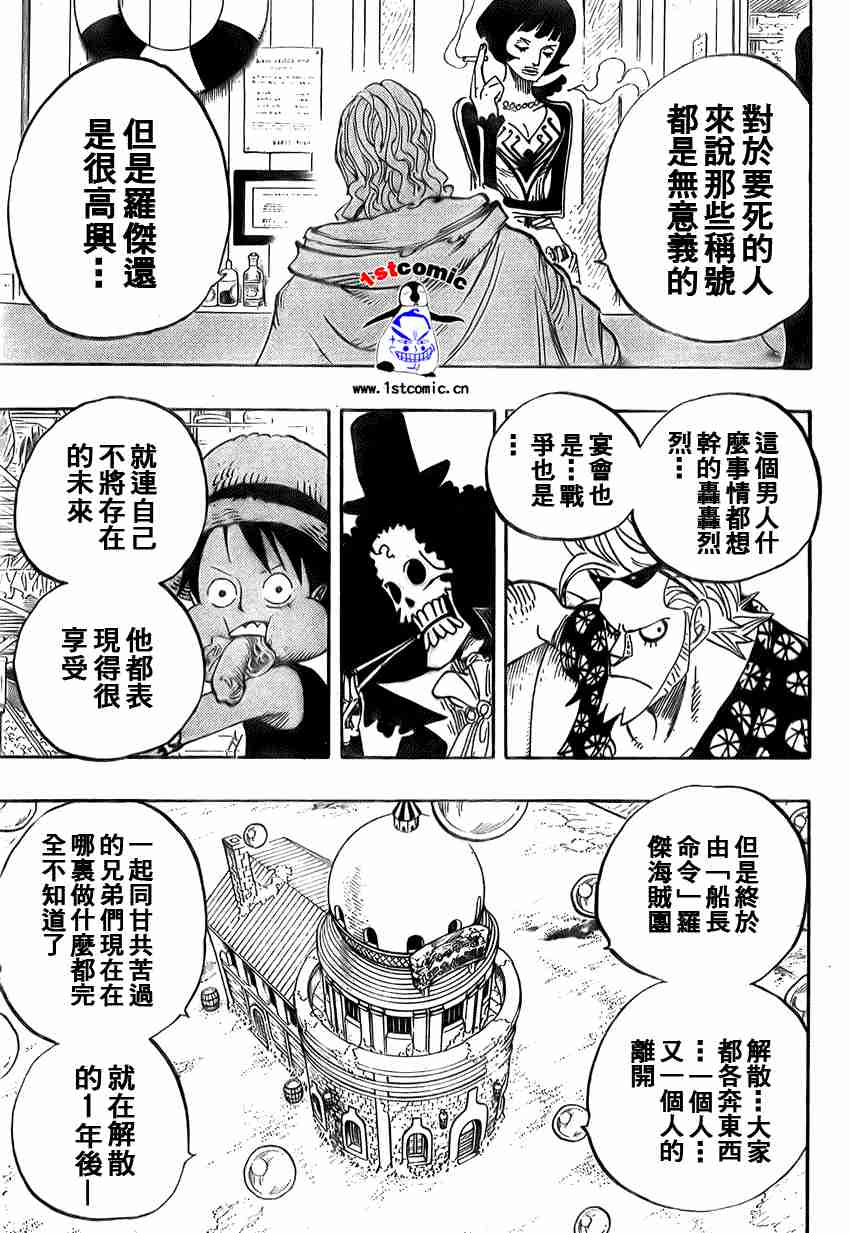 對於要死的人
來說那些稱號
都是無意義的
但是羅傑還
是很高興…
1stcomic
www.1stcomic.cn
這個男人什
麼事情都想
幹的轟轟烈
烈…
宴會也
是…戰
爭也是
…
?
就連自己
不將存在
的未來
他都表
現得很
享受
但是終於
由「船長
命令」羅
傑海賊團
解散…大家
都各奔東西
…一個人…
又一個人的
離開
一起同甘共苦過
的兄弟們現在在
哪裏做什麼都完
全不知道了
就在解散
的1年後—